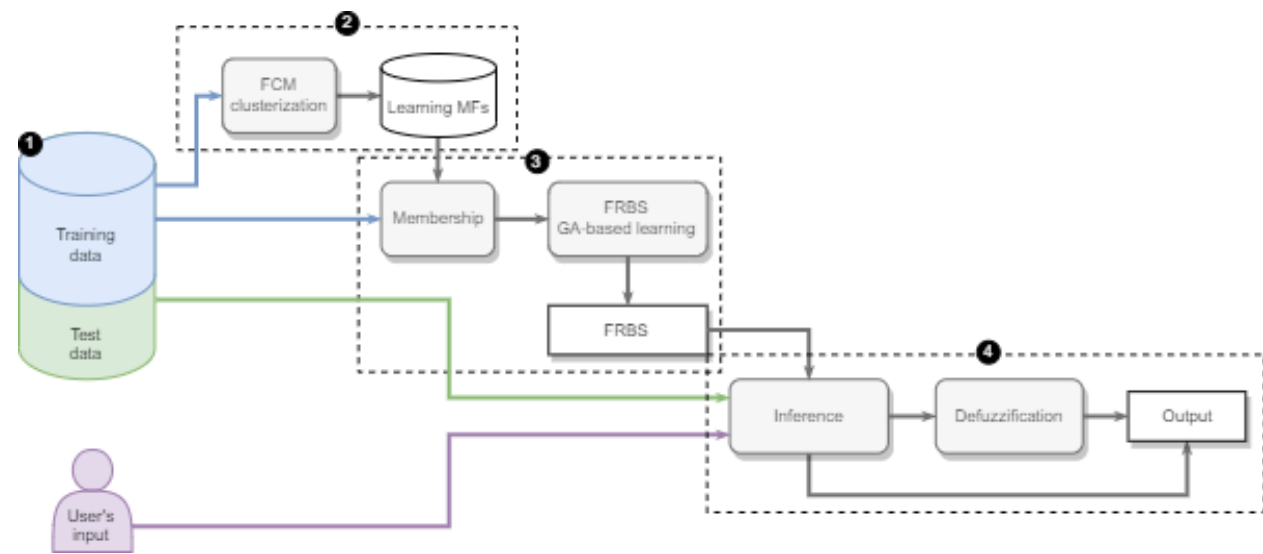 2
FCM
clusterization
Learning MFs
1
3
Membership
FRBS
GA-based learning
Training
data
FRBS
Test
data
4
Inference
Defuzzification
Output
User's
input